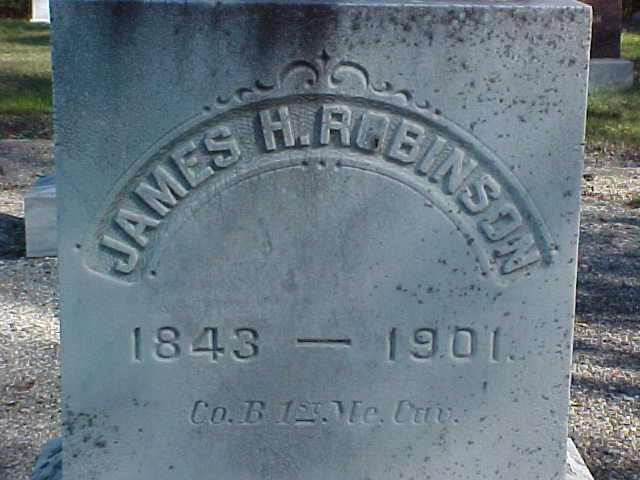 JAMES H. ROBINSON
1843 — 1901.
Co. B 1st. Me. Cav.